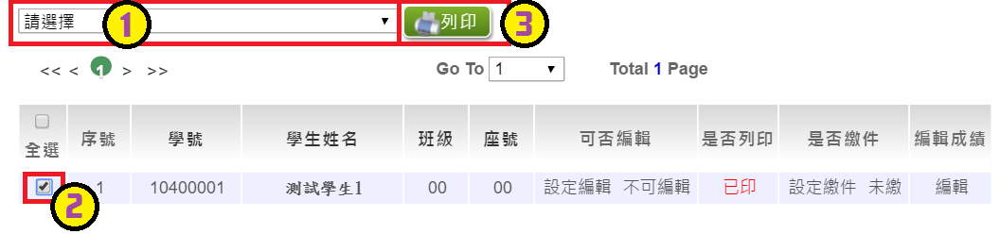 請選擇 ▼ 1 列印 3
<< < 1 > >> Go To 1 ▼ Total 1 Page
全選 序號 學號 學生姓名 班級 座號 可否編輯 是否列印 是否繳件 編輯成績
1 10400001 測試學生1 00 00 設定編輯 不可編輯 已印 設定繳件 未繳 編輯
2